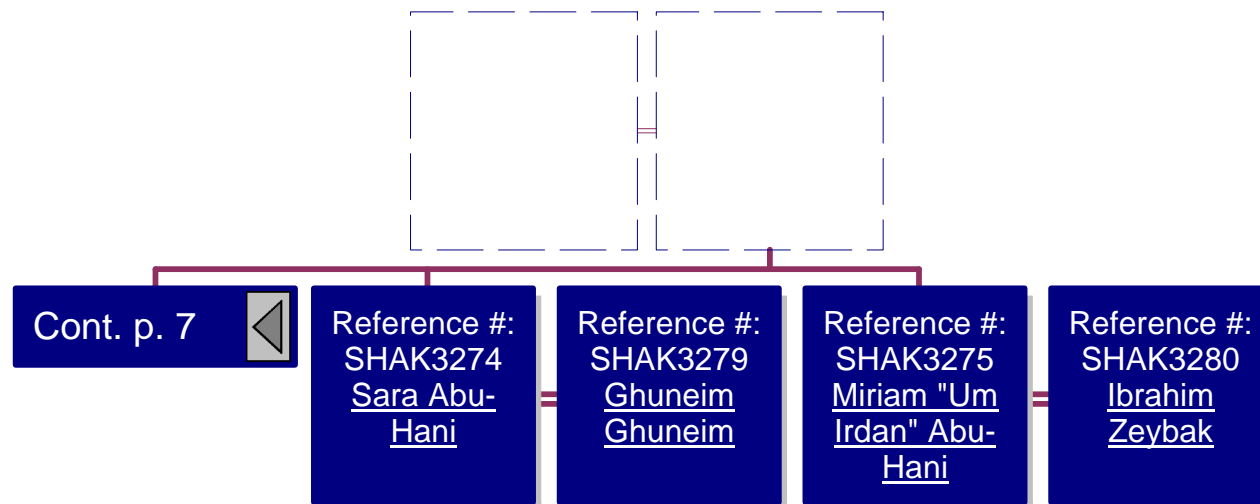 Cont. p. 7
Reference #:
SHAK3274
Sara Abu-
Hani
Reference #:
SHAK3279
Ghuneim
Ghuneim
Reference #:
SHAK3275
Miriam "Um
Irdan" Abu-
Hani
Reference #:
SHAK3280
Ibrahim
Zeybak